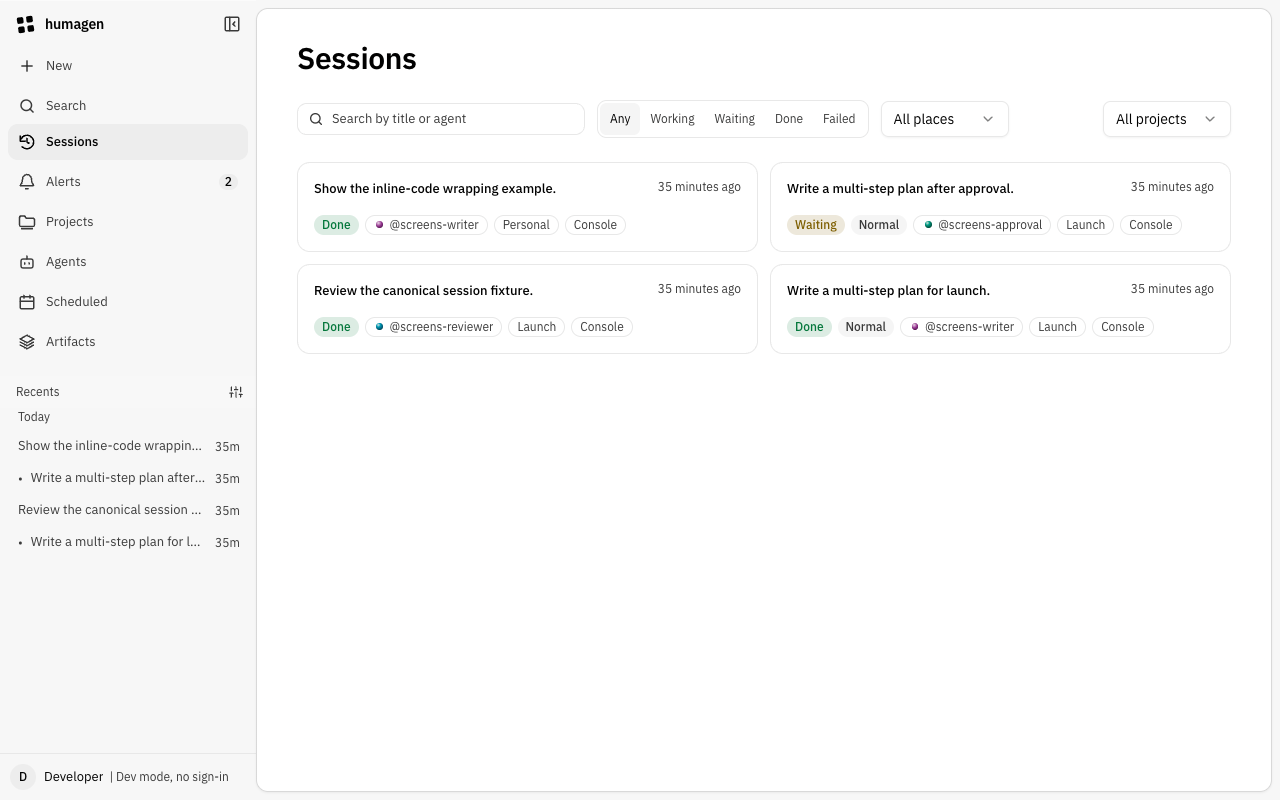 humagen
New
Search
Sessions
Alerts 2
Projects
Agents
Scheduled
Artifacts
Recents
Today
Show the inline-code wrappin... 35m
• Write a multi-step plan after... 35m
Review the canonical session ... 35m
• Write a multi-step plan for l... 35m
D Developer | Dev mode, no sign-in
Sessions
Search by title or agent Any Working Waiting Done Failed All places All projects
Show the inline-code wrapping example. 35 minutes ago
Done @screens-writer Personal Console
Write a multi-step plan after approval. 35 minutes ago
Waiting Normal @screens-approval Launch Console
Review the canonical session fixture. 35 minutes ago
Done @screens-reviewer Launch Console
Write a multi-step plan for launch. 35 minutes ago
Done Normal @screens-writer Launch Console